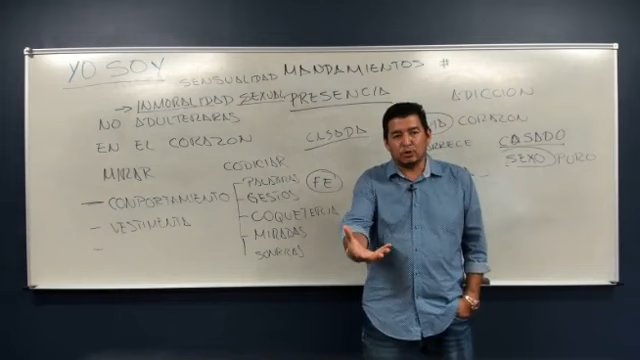 YO SOY
SENSUALIDAD MANDAMIENTOS #
→ INMORALIDAD SEXUAL PRESENCIA
ADICCION
NO ADULTERARAS
CASADA
CORAZON
EN EL CORAZON
CASADO
SEXO PURO
MIRAR
CODICIAR
PALABRAS
FE
— COMPORTAMIENTO
GESTOS
— VESTIMENTA
COQUETERIA
MIRADAS
SONRISAS